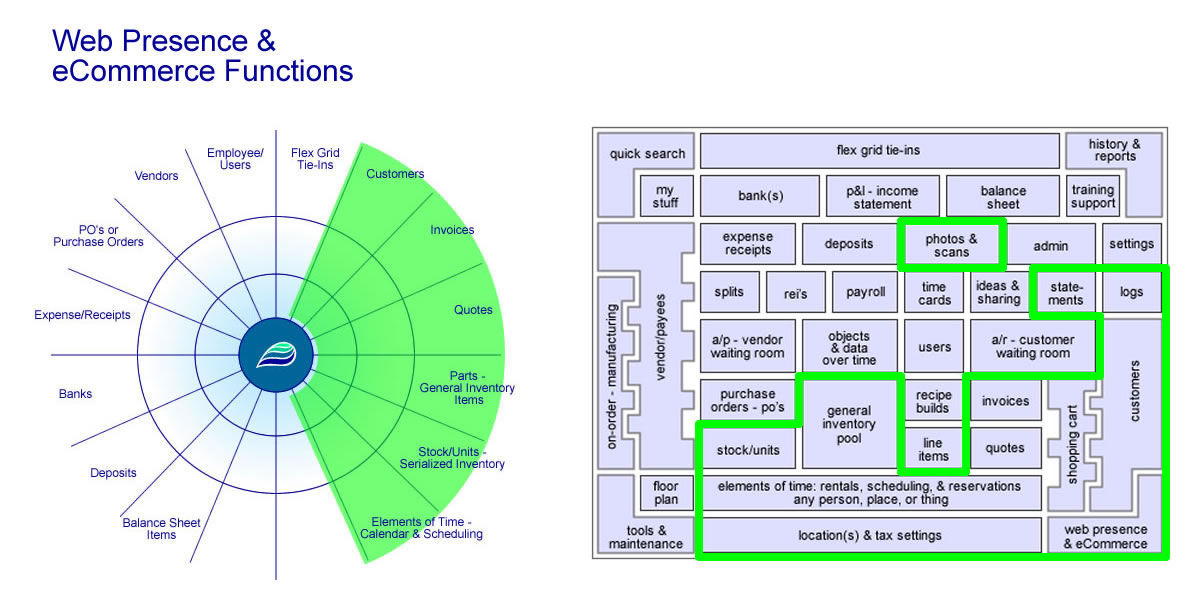 Web Presence &
eCommerce Functions
Employee/
Users
Flex Grid
Tie-Ins
Vendors
Customers
PO's or
Purchase Orders
Invoices
Expense/Receipts
Quotes
Banks
Parts -
General Inventory
Items
Deposits
Stock/Units -
Serialized Inventory
Balance Sheet
Items
Elements of Time -
Calendar & Scheduling
quick search
flex grid tie-ins
history &
reports
my
stuff
bank(s)
p&l - income
statement
balance
sheet
training
support
expense
receipts
deposits
photos &
scans
admin
settings
vendor/payees
on-order - manufacturing
splits
rei's
payroll
time
cards
ideas &
sharing
state-
ments
logs
a/p - vendor
waiting room
objects
& data
over time
users
a/r - customer
waiting room
customers
purchase
orders - po's
general
inventory
pool
recipe
builds
invoices
shopping cart
stock/units
line
items
quotes
floor
plan
elements of time: rentals, scheduling, & reservations
any person, place, or thing
tools &
maintenance
location(s) & tax settings
web presence
& eCommerce